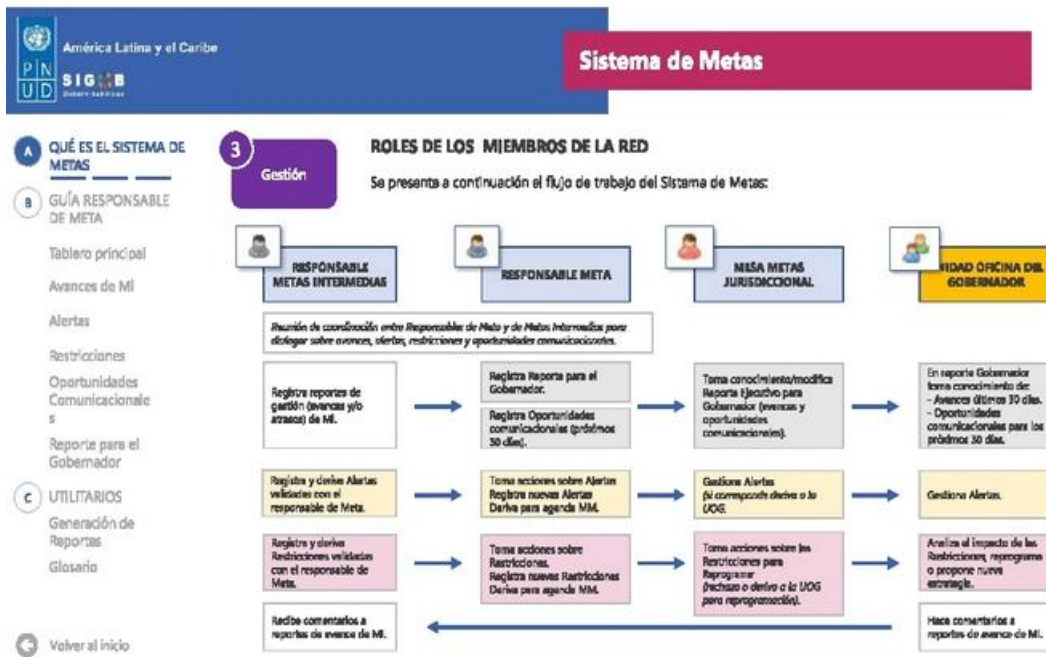 América Latina y el Caribe
P N
U D
SIGOB
Sistema de Metas
A
QUÉ ES EL SISTEMA DE
METAS
B
GUÍA RESPONSABLE
DE META
Tablero principal
Avances de MI
Alertas
Restricciones
Oportunidades
Comunicacionale
s
Reporte para el
Gobernador
C
UTILITARIOS
Generación de
Reportes
Glosario
Volver al inicio
3
Gestión
ROLES DE LOS MIEMBROS DE LA RED
Se presenta a continuación el flujo de trabajo del Sistema de Metas:
RESPONSABLE
METAS INTERMEDIAS
RESPONSABLE META
MESA METAS
JURISDICCIONAL
NIDAD OFICINA DEL
GOBERNADOR
Reunión de coordinación entre Responsables de Meta y de Metas Intermedias para
dialogar sobre avances, alertas, restricciones y oportunidades comunicacionales.
Registra reportes de
gestión (avances y/o
atrasos) de MI.
Registra Reporte para el
Gobernador.
Registra Oportunidades
comunicacionales (próximos
30 días).
Toma conocimiento/modifica
Reporte Ejecutivo para
Gobernador (avances y
oportunidades
comunicacionales).
En reporte Gobernador
toma conocimiento de:
- Avances últimos 30 días.
- Oportunidades
comunicacionales para los
próximos 30 días.
Registra y deriva Alertas
validadas con el
responsable de Meta.
Toma acciones sobre Alertas
Registra nuevas Alertas
Deriva para agenda MM.
Gestiona Alertas
(si corresponde deriva a la
UOG.
Gestiona Alertas.
Registra y deriva
Restricciones validadas
con el responsable de
Meta.
Toma acciones sobre
Restricciones.
Registra nuevas Restricciones
Deriva para agenda MM.
Toma acciones sobre las
Restricciones para
Reprogramar
(rechaza o deriva a la UOG
para reprogramación).
Analiza el impacto de las
Restricciones, reprograma
o propone nueva
estrategia.
Recibe comentarios a
reportes de avance de MI.
Hace comentarios a
reportes de avance de MI.